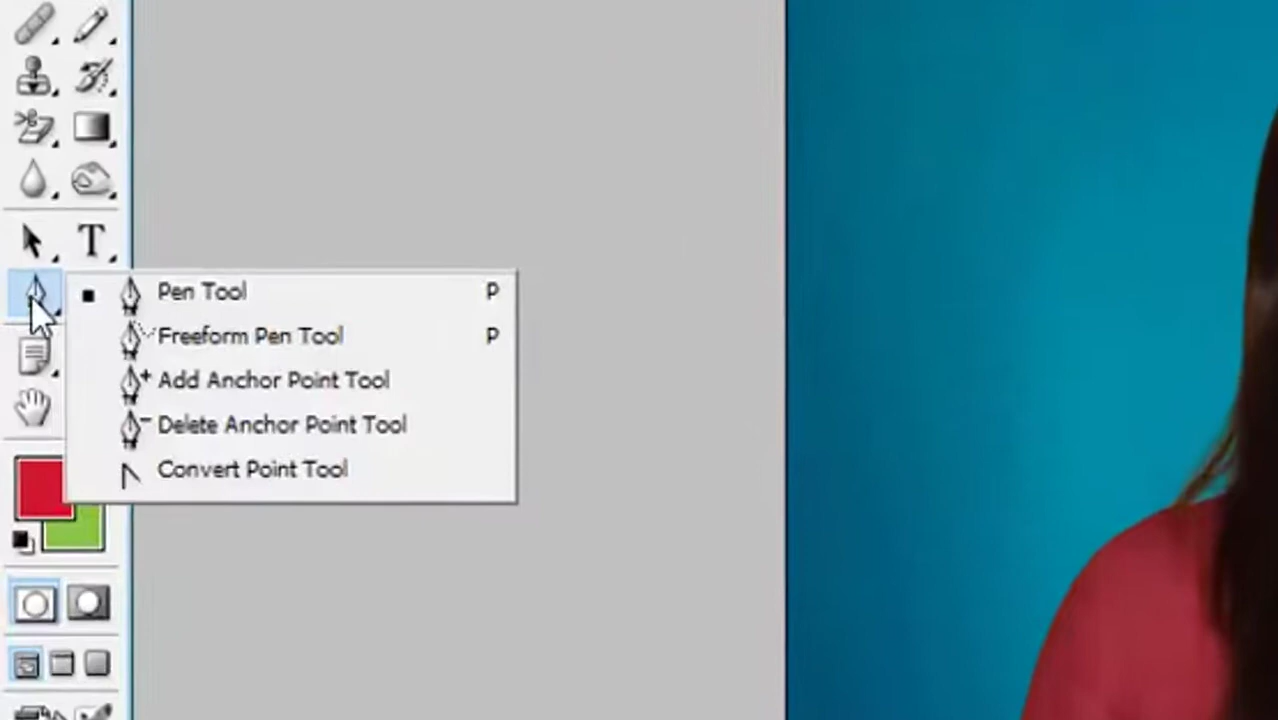 T
Pen Tool P
Freeform Pen Tool P
Add Anchor Point Tool
Delete Anchor Point Tool
Convert Point Tool